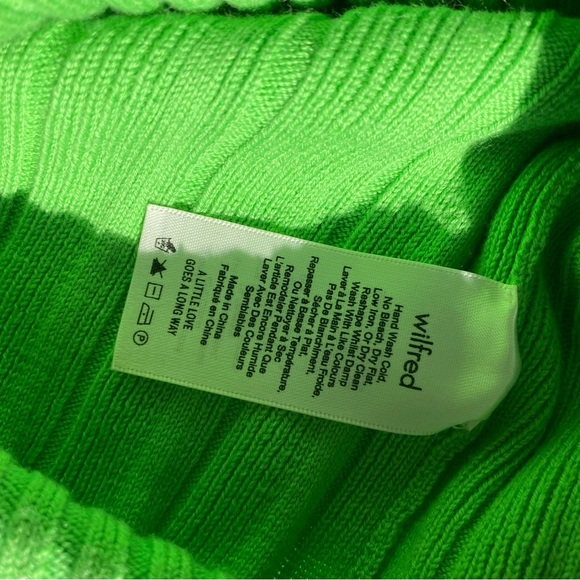 wilfred
Hand Wash Cold,
No Bleach, Dry Flat,
Low Iron, Or Dry Clean
Reshape Whilst Damp
Wash With Like Colours
Laver À La Main À L'eau Froide,
Pas De Blanchiment,
Sécher À Plat,
Repasser À Basse Température,
Ou Nettoyer À Sec
Remodeler Pendant Que
L'article Est Encore Humide
Laver Avec Des Couleurs
Semblables
Made in China
Fabriqué en Chine
A LITTLE LOVE
GOES A LONG WAY